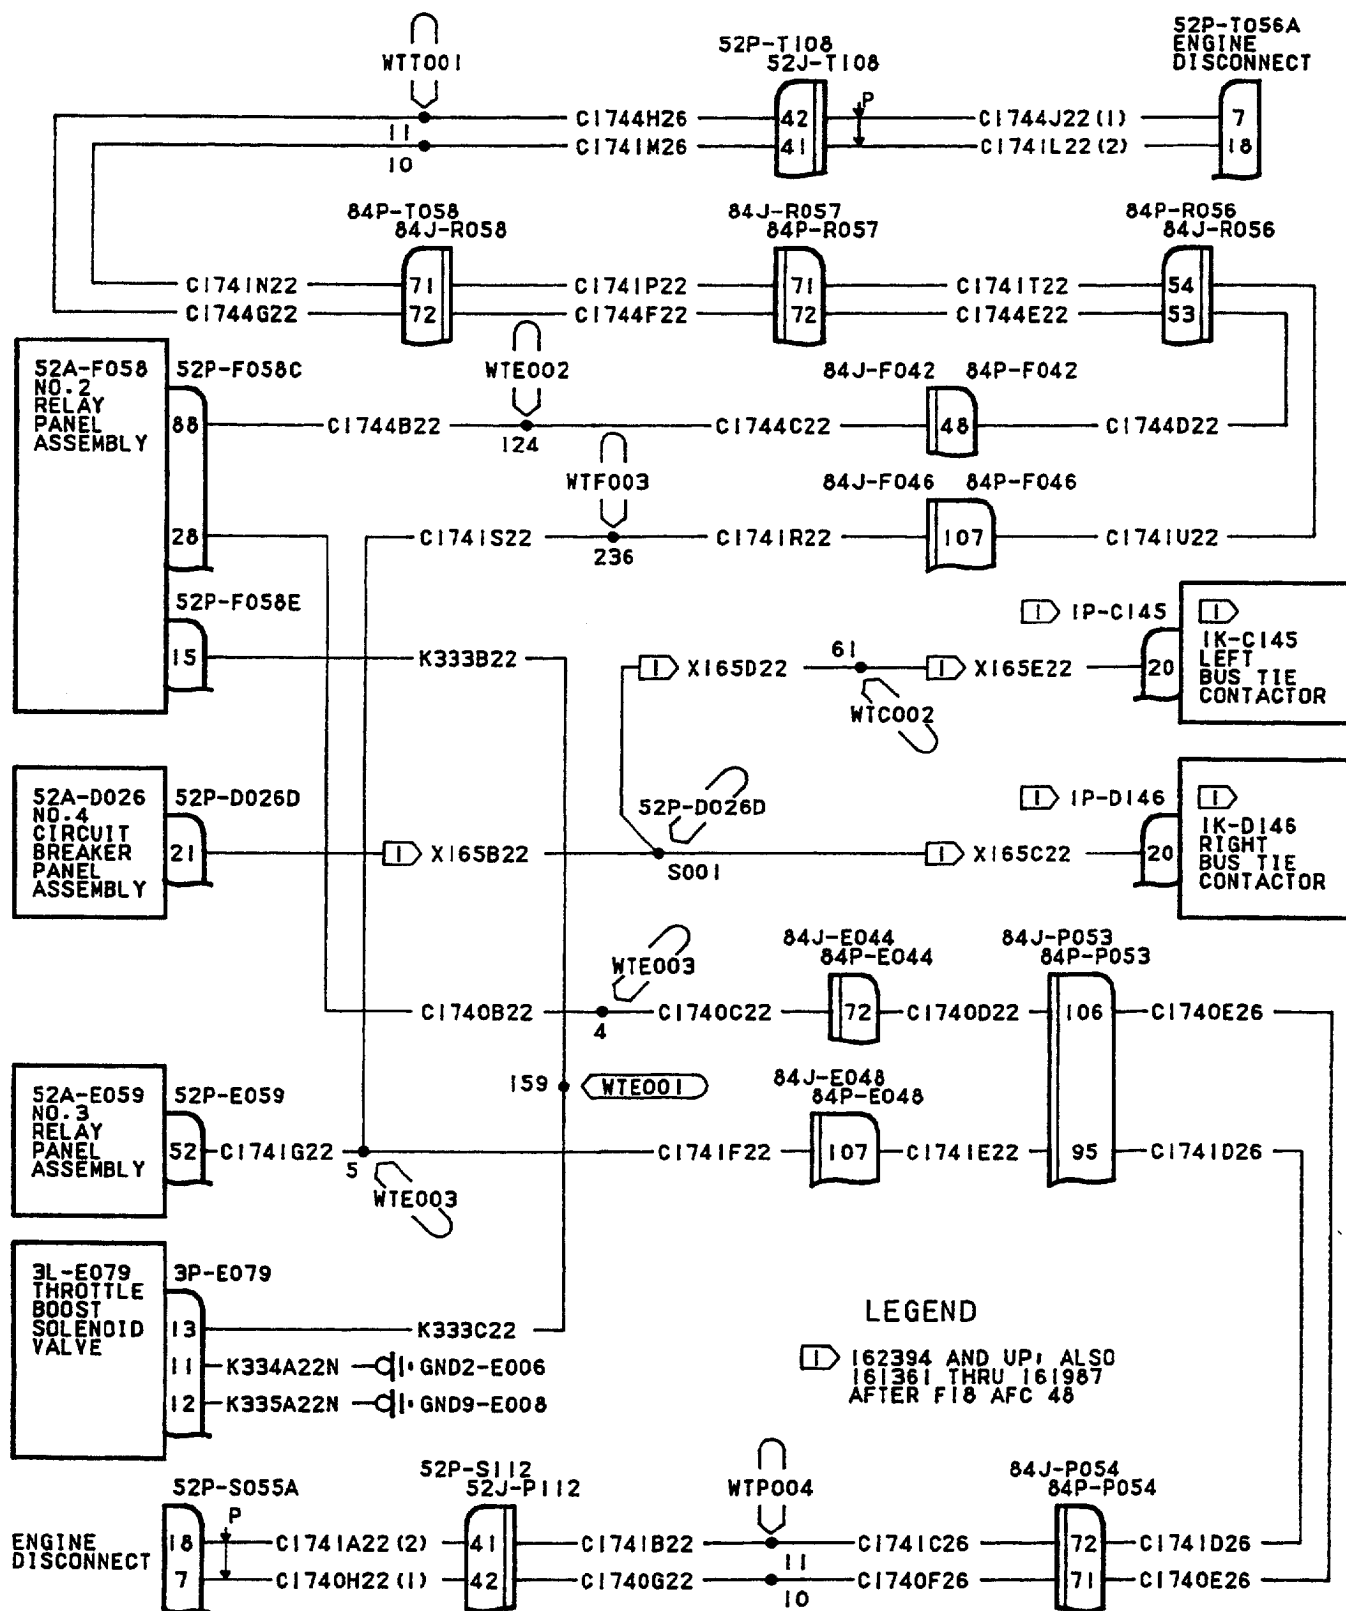 52P-T056A
ENGINE
DISCONNECT
52P-T108
52J-T108
WTT001
C1744H26
42
P
C1744J22(1)
7
11
C1741M26
41
C1741L22(2)
18
10
84P-T058
84J-R058
84J-R057
84P-R057
84P-R056
84J-R056
C1741N22
71
C1741P22
71
C1741T22
54
C1744G22
72
C1744F22
72
C1744E22
53
52A-F058
NO.2
RELAY
PANEL
ASSEMBLY
52P-F058C
WTE002
84J-F042 84P-F042
88
C1744B22
124
C1744C22
48
C1744D22
WTF003
84J-F046 84P-F046
28
C1741S22
236
C1741R22
107
C1741U22
52P-F058E
15
K333B22
1 1P-C145
1
1K-C145
LEFT
BUS TIE
CONTACTOR
61
1 X165D22
1 X165E22
20
WTC002
52A-D026
NO.4
CIRCUIT
BREAKER
PANEL
ASSEMBLY
52P-D026D
52P-D026D
1 1P-D146
1
1K-D146
RIGHT
BUS TIE
CONTACTOR
21
1 X165B22
S001
1 X165C22
20
WTE003
84J-E044
84P-E044
84J-P053
84P-P053
C1740B22
4
C1740C22
72
C1740D22
106
C1740E26
159
WTE001
52A-E059
NO.3
RELAY
PANEL
ASSEMBLY
52P-E059
84J-E048
84P-E048
52
C1741G22
5
C1741F22
107
C1741E22
95
C1741D26
WTE003
3L-E079
THROTTLE
BOOST
SOLENOID
VALVE
3P-E079
13
K333C22
11
K334A22N
GND2-E006
12
K335A22N
GND9-E008
LEGEND
1 162394 AND UP; ALSO
161361 THRU 161987
AFTER F18 AFC 48
52P-S055A
52P-S112
52J-P112
WTP004
84J-P054
84P-P054
ENGINE
DISCONNECT
18
P
C1741A22(2)
41
C1741B22
11
C1741C26
72
C1741D26
7
C1740H22(1)
42
C1740G22
10
C1740F26
71
C1740E26